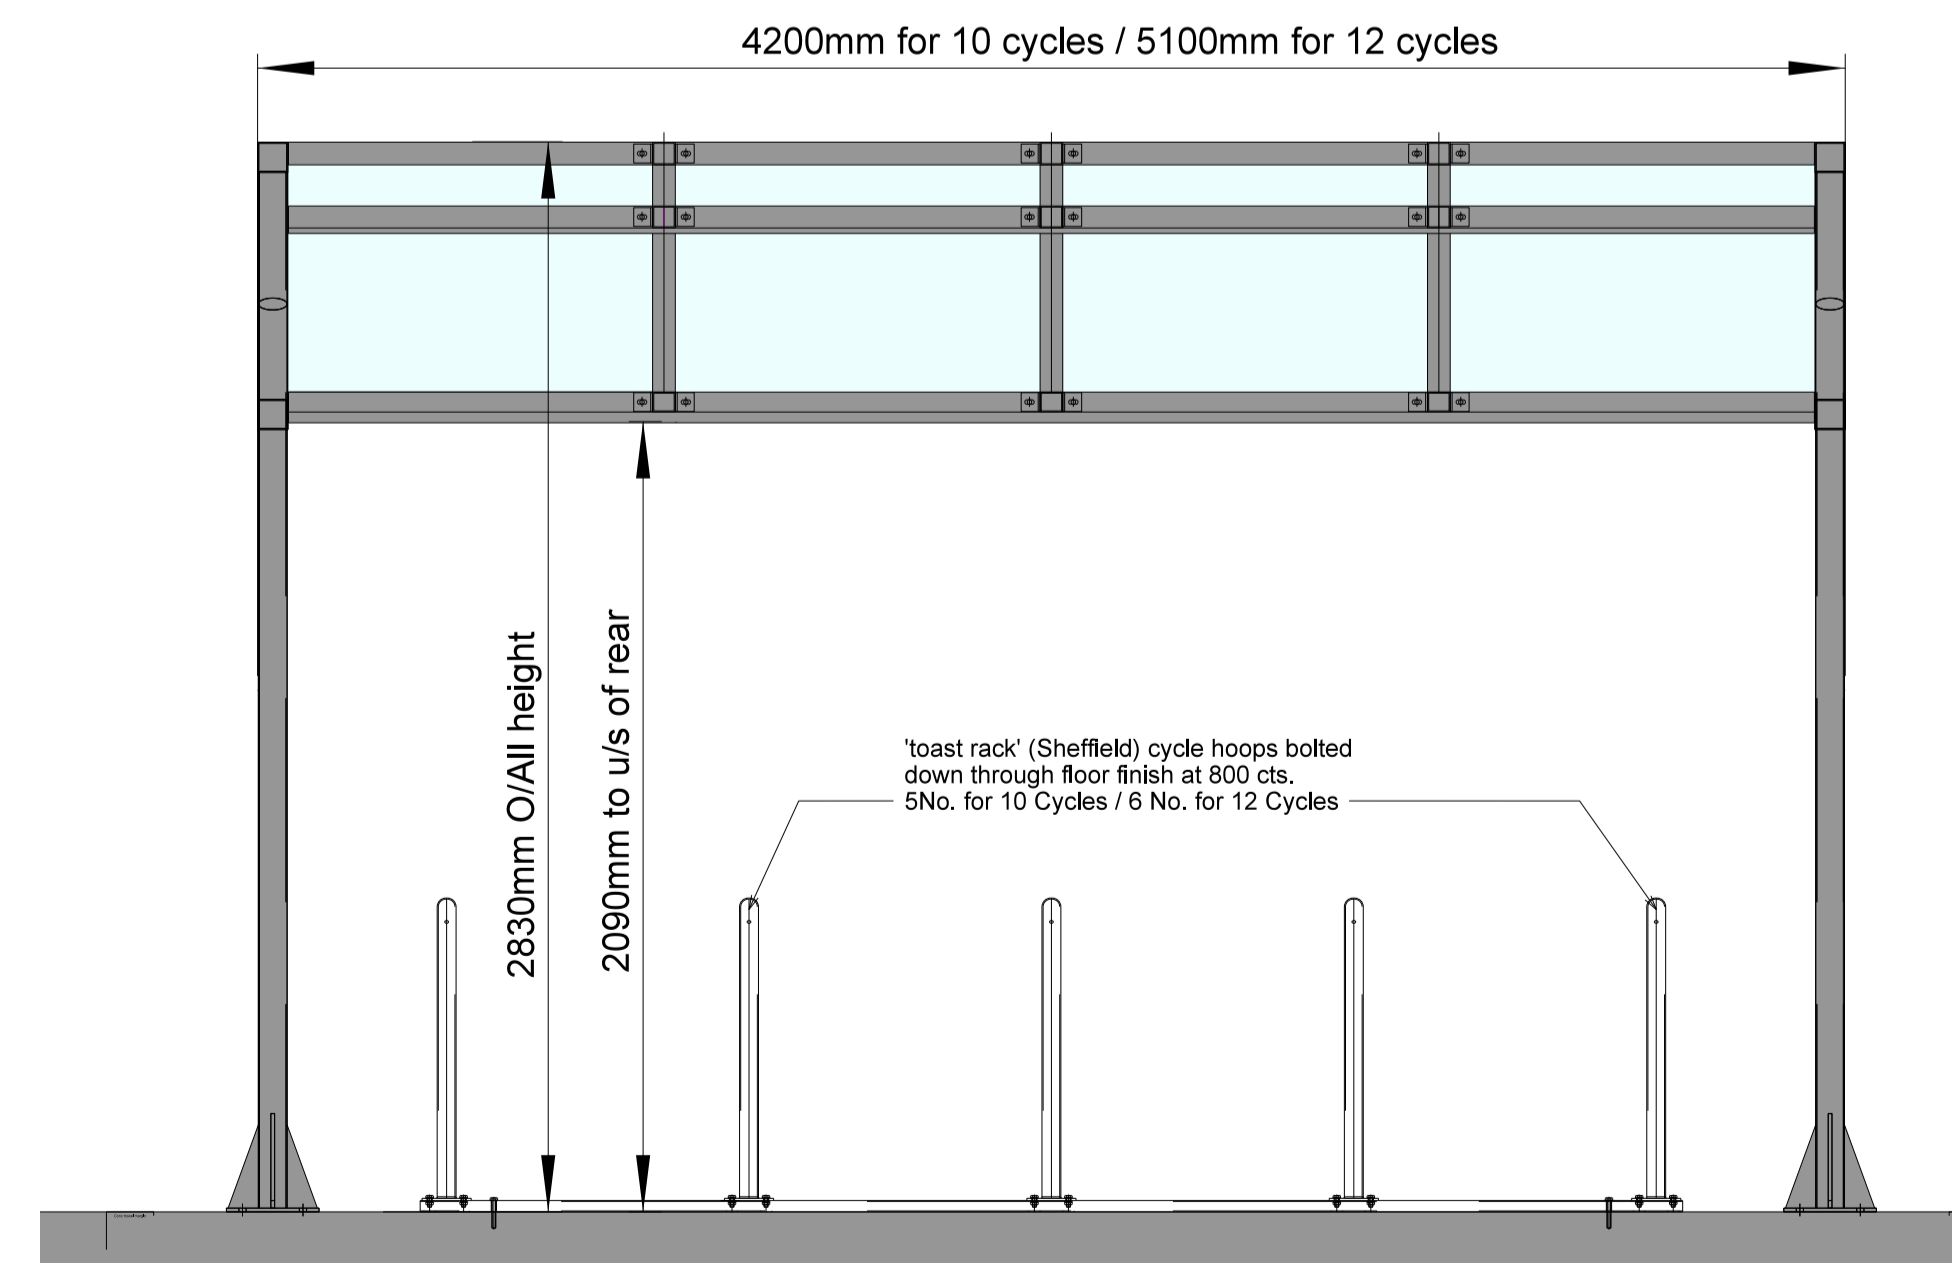 4200mm for 10 cycles / 5100mm for 12 cycles
2830mm O/All height
2090mm to u/s of rear
'toast rack' (Sheffield) cycle hoops bolted
down through floor finish at 800 cts.
5No. for 10 Cycles / 6 No. for 12 Cycles